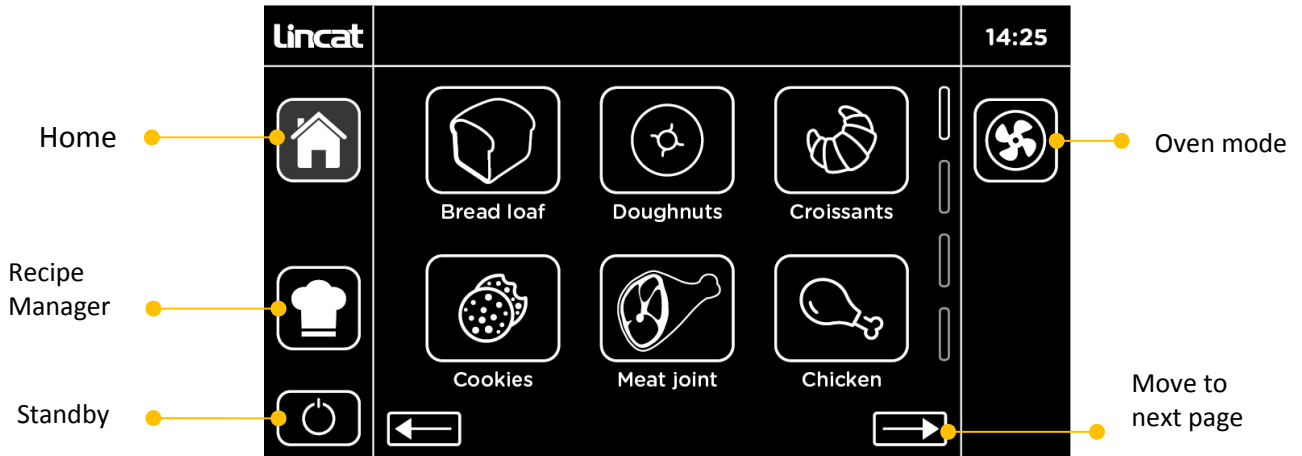 Lincat
14:25
Home
Oven mode
Bread loaf
Doughnuts
Croissants
Recipe
Manager
Cookies
Meat joint
Chicken
Standby
Move to
next page